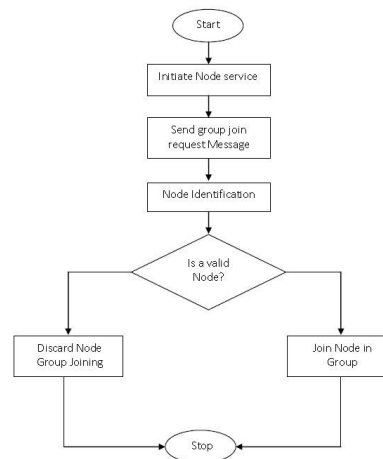 Start
Initiate Node service
Send group join
request Message
Node Identification
Is a valid
Node?
Discard Node
Group Joining
Join Node in
Group
Stop